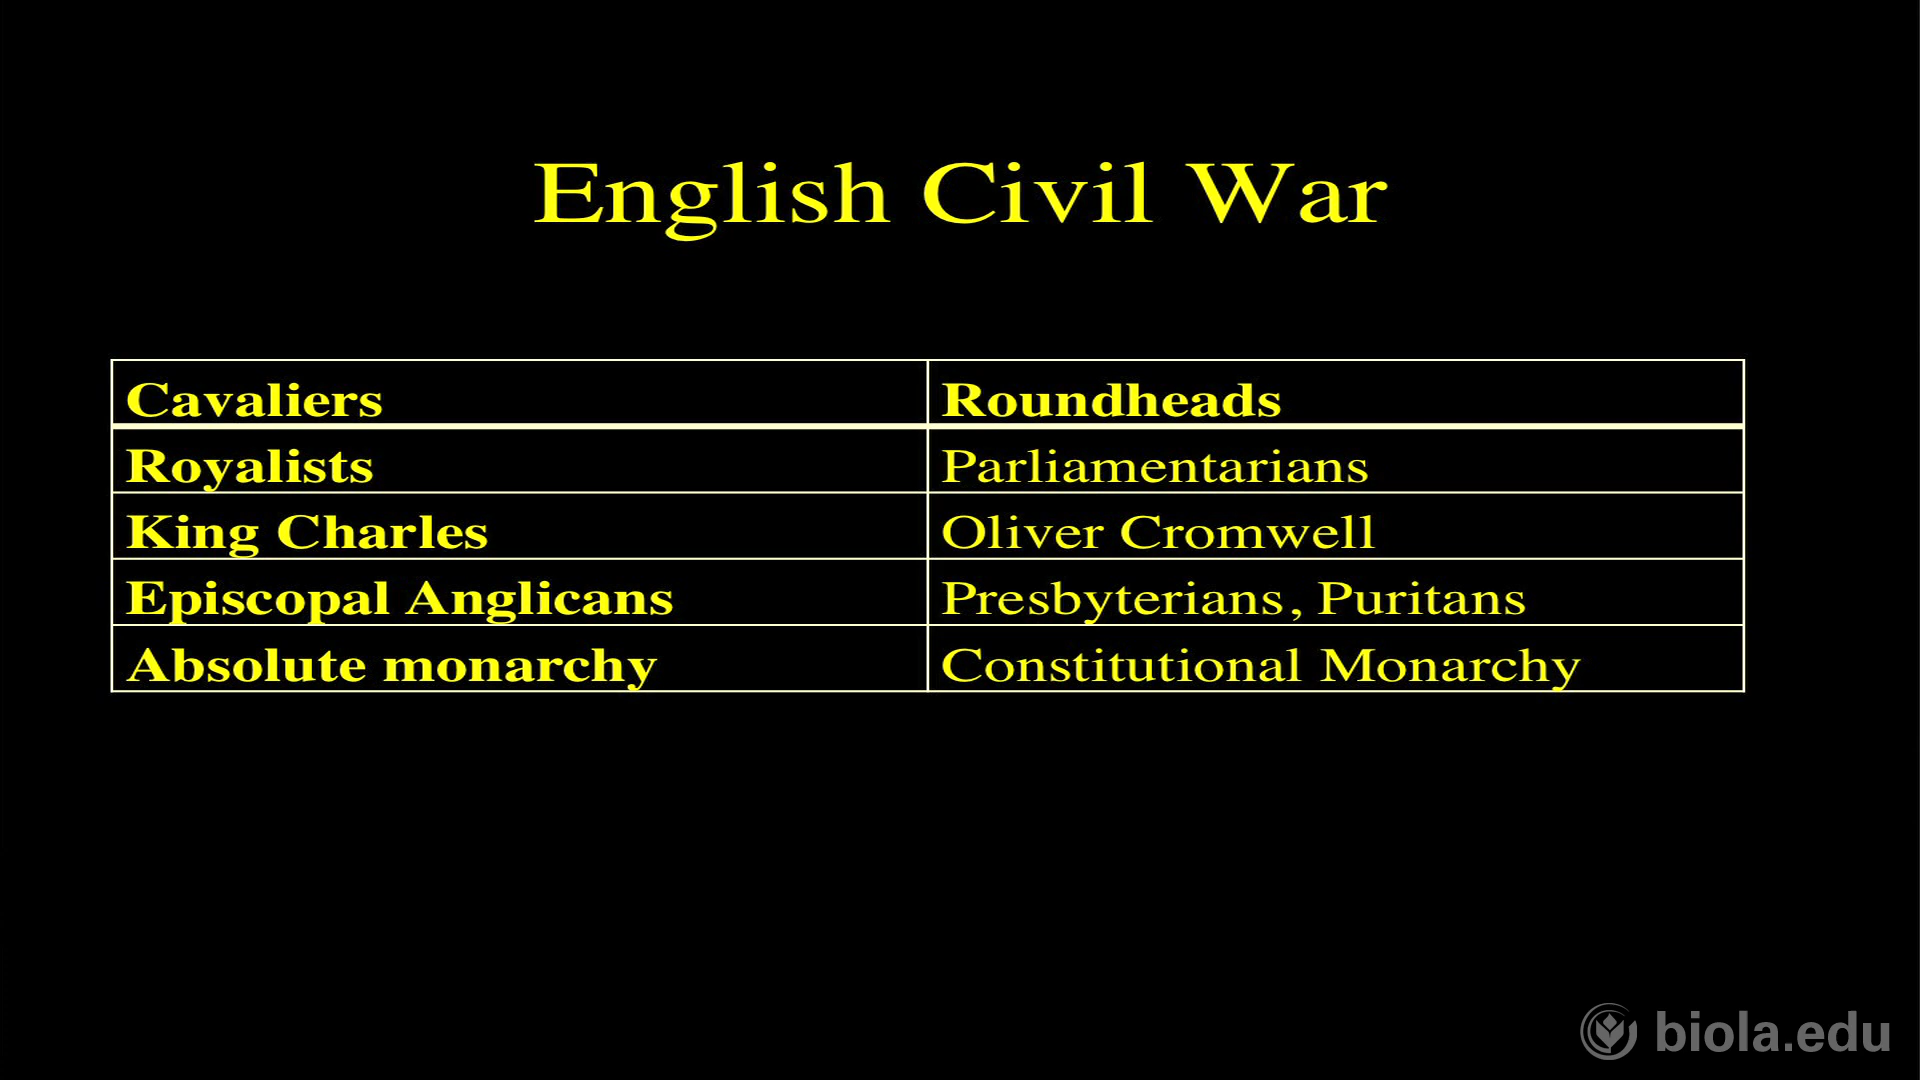 English Civil War
Cavaliers Roundheads
Royalists Parliamentarians
King Charles Oliver Cromwell
Episcopal Anglicans Presbyterians, Puritans
Absolute monarchy Constitutional Monarchy
biola.edu